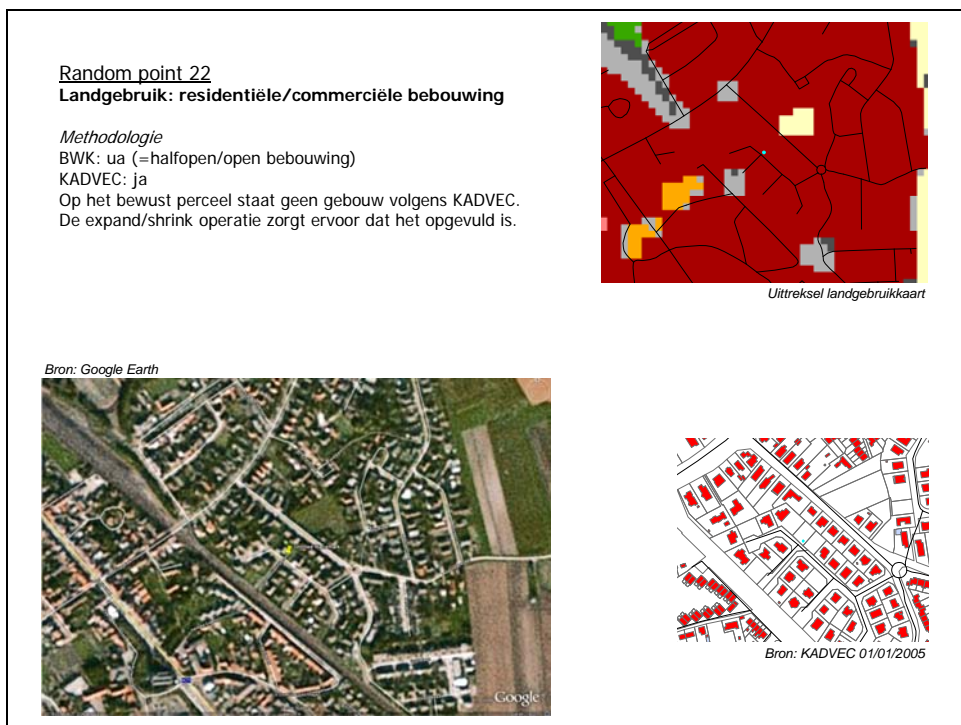 Random point 22
Landgebruik: residentiële/commerciële bebouwing
Methodologie
BWK: ua (=halfopen/open bebouwing)
KADVEC: ja
Op het bewust perceel staat geen gebouw volgens KADVEC.
De expand/shrink operatie zorgt ervoor dat het opgevuld is.
Uittreksel landgebruikkaart
Bron: Google Earth
Google
Bron: KADVEC 01/01/2005